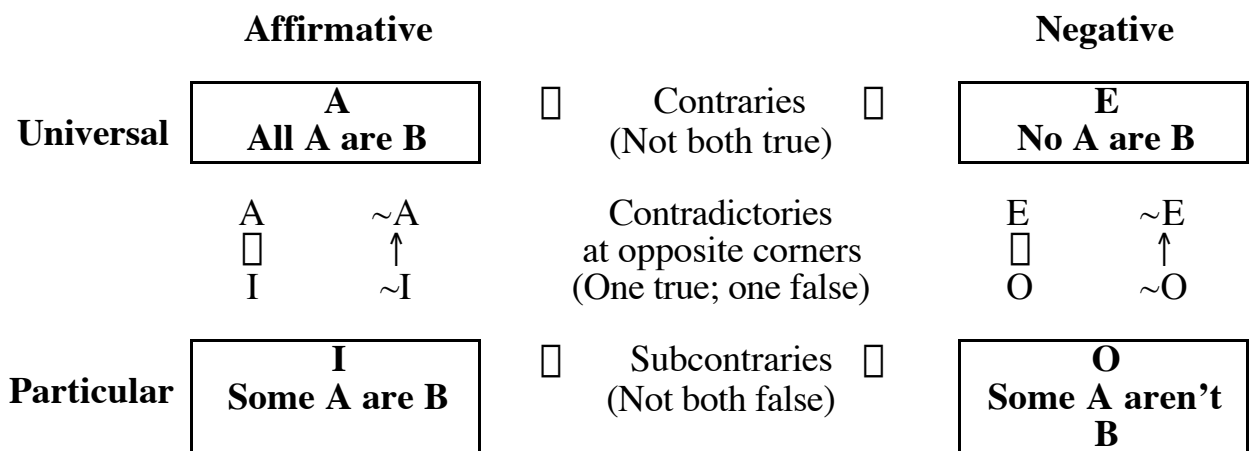 Affirmative Negative
A ▯ Contraries ▯ E
Universal All A are B (Not both true) No A are B
A ~A Contradictories E ~E
▯ ↑ at opposite corners ▯ ↑
I ~I (One true; one false) O ~O
I ▯ Subcontraries ▯ O
Particular Some A are B (Not both false) Some A aren't
B